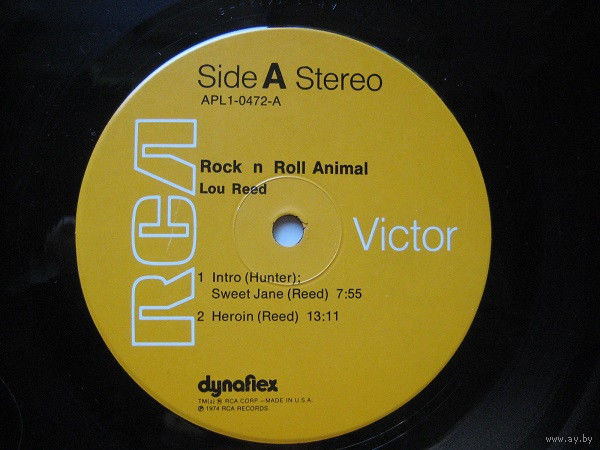 Side A Stereo
APL1-0472-A
RCA
Rock n Roll Animal
Lou Reed
Victor
1 Intro (Hunter);
Sweet Jane (Reed) 7:55
2 Heroin (Reed) 13:11
dynaflex
RCA CORP.—MADE IN U.S.A.
℗ 1974 RCA RECORDS
www.ay.by